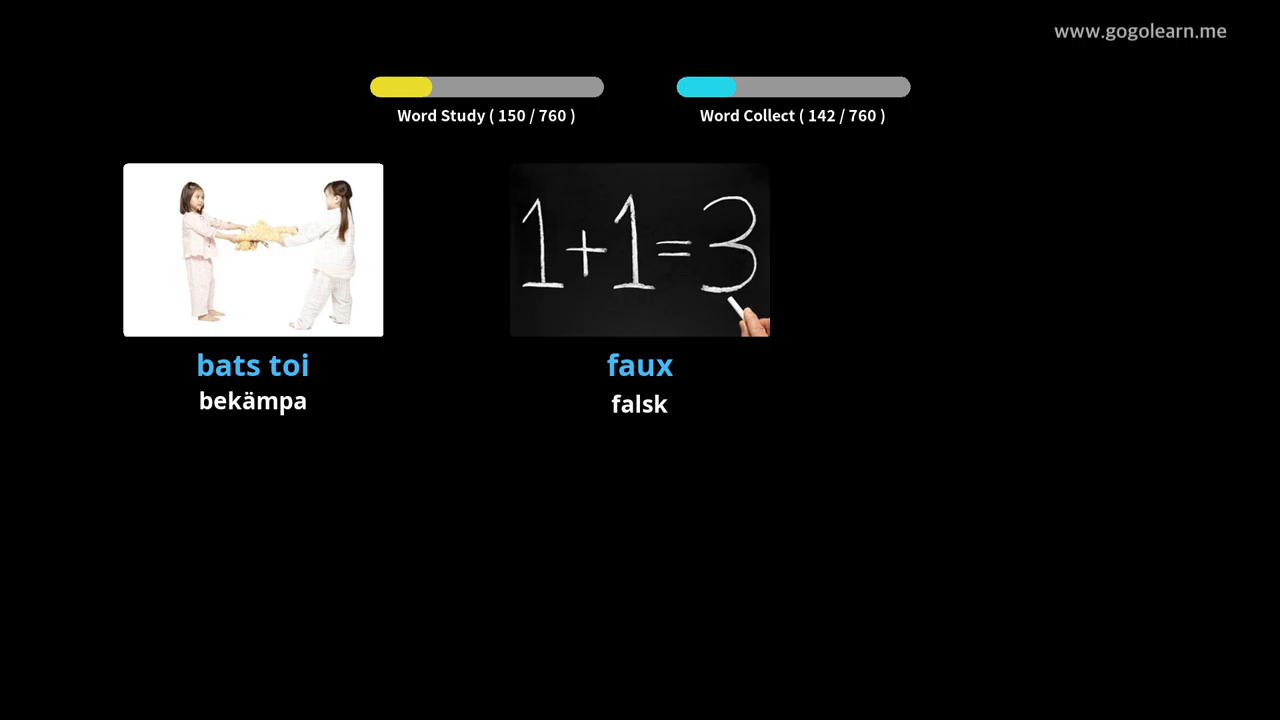 www.gogolearn.me
Word Study ( 150 / 760 )
Word Collect ( 142 / 760 )
1+1=3
bats toi
bekämpa
faux
falsk